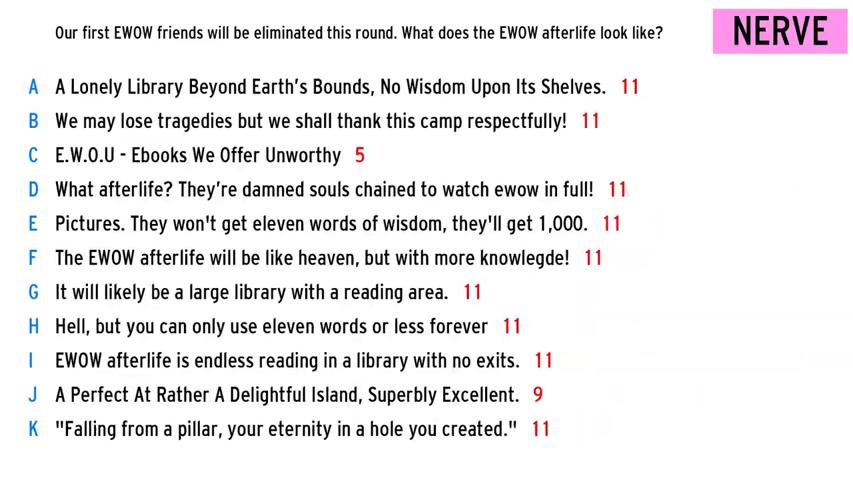 Our first EWOW friends will be eliminated this round. What does the EWOW afterlife look like?
NERVE
A A Lonely Library Beyond Earth's Bounds, No Wisdom Upon Its Shelves. 11
B We may lose tragedies but we shall thank this camp respectfully! 11
C E.W.O.U - Ebooks We Offer Unworthy 5
D What afterlife? They're damned souls chained to watch ewow in full! 11
E Pictures. They won't get eleven words of wisdom, they'll get 1,000. 11
F The EWOW afterlife will be like heaven, but with more knowlegde! 11
G It will likely be a large library with a reading area. 11
H Hell, but you can only use eleven words or less forever 11
I EWOW afterlife is endless reading in a library with no exits. 11
J A Perfect At Rather A Delightful Island, Superbly Excellent. 9
K "Falling from a pillar, your eternity in a hole you created." 11